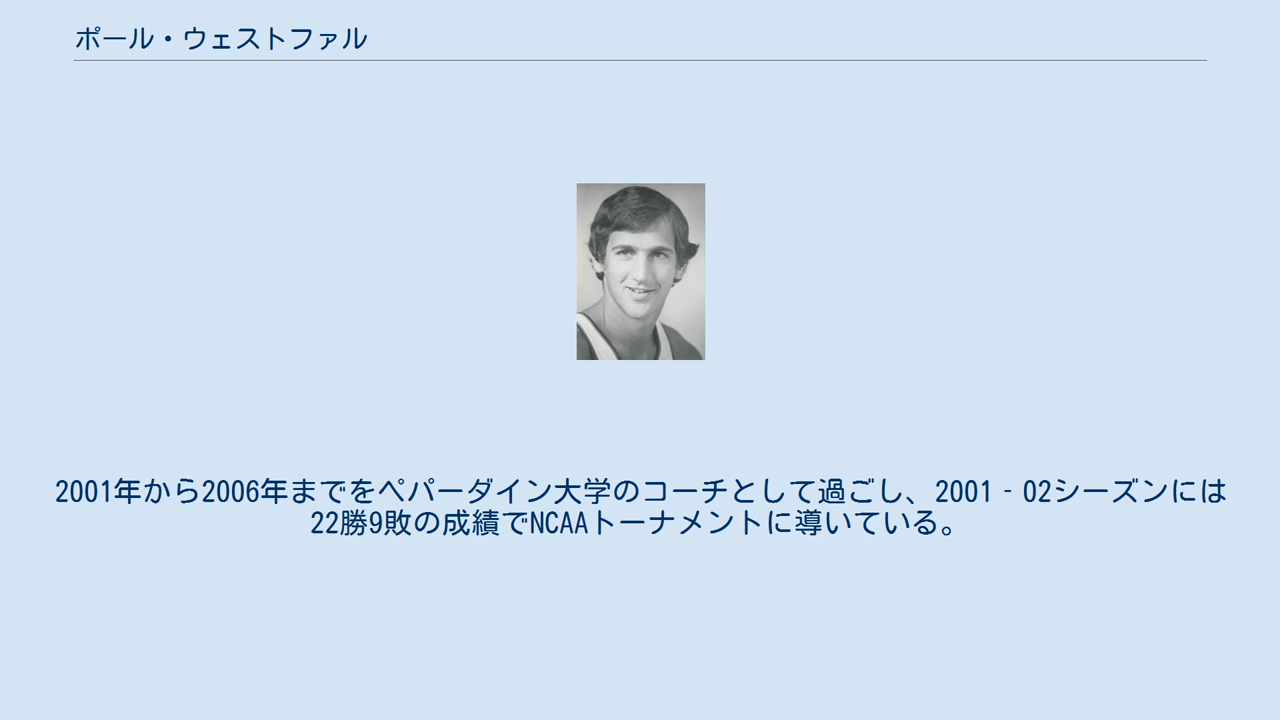 ポール・ウェストファル
2001年から2006年までをペパーダイン大学のコーチとして過ごし、2001‐02シーズンには
22勝9敗の成績でNCAAトーナメントに導いている。